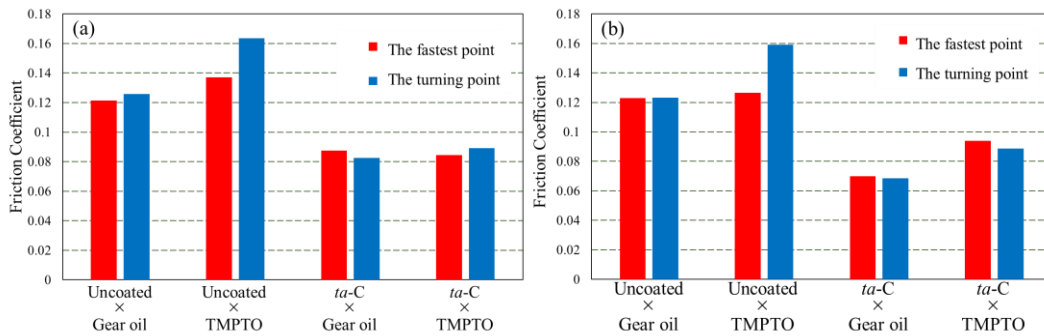 (a)
Friction Coefficient
0.18
0.16
0.14
0.12
0.1
0.08
0.06
0.04
0.02
0
The fastest point
The turning point
Uncoated
×
Gear oil
Uncoated
×
TMPTO
ta-C
×
Gear oil
ta-C
×
TMPTO
(b)
Friction Coefficient
0.18
0.16
0.14
0.12
0.1
0.08
0.06
0.04
0.02
0
The fastest point
The turning point
Uncoated
×
Gear oil
Uncoated
×
TMPTO
ta-C
×
Gear oil
ta-C
×
TMPTO